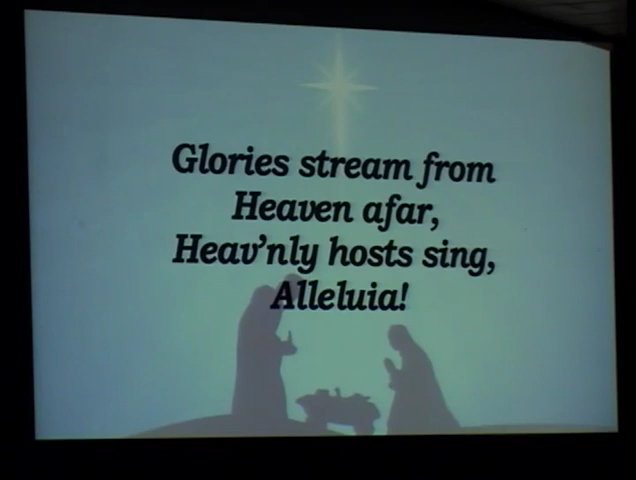 Glories stream from
Heaven afar,
Heav'nly hosts sing,
Alleluia!